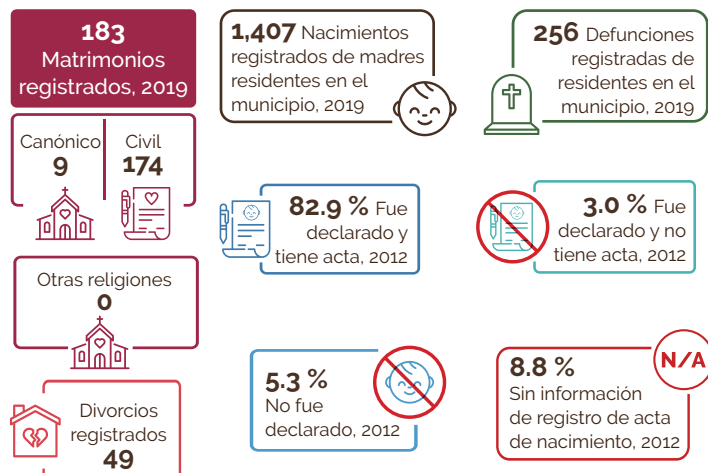 183
Matrimonios
registrados, 2019
Canónico
9
Civil
174
Otras religiones
0
Divorcios
registrados
49
1,407 Nacimientos
registrados de madres
residentes en el
municipio, 2019
256 Defunciones
registradas de
residentes en el
municipio, 2019
82.9 % Fue
declarado y
tiene acta, 2012
3.0 % Fue
declarado y no
tiene acta, 2012
5.3 %
No fue
declarado, 2012
N/A
8.8 %
Sin información
de registro de acta
de nacimiento, 2012